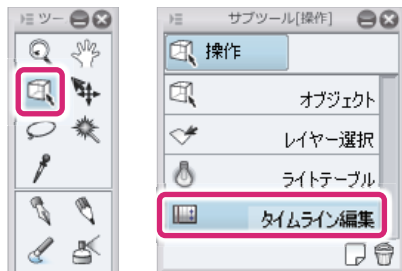 ツー
サブツール[操作]
操作
オブジェクト
レイヤー選択
ライトテーブル
タイムライン編集